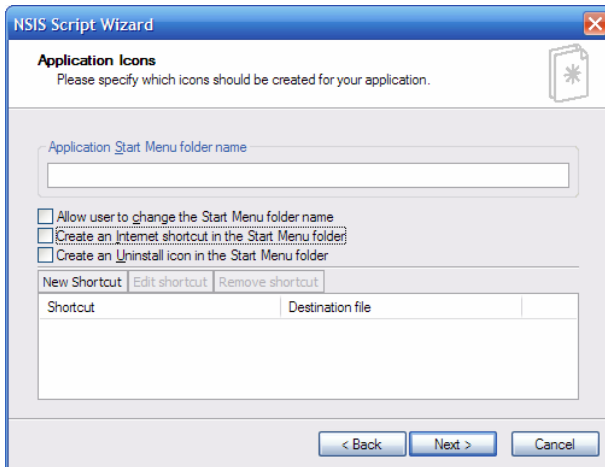 NSIS Script Wizard
Application Icons
Please specify which icons should be created for your application.
Application Start Menu folder name
Allow user to change the Start Menu folder name
Create an Internet shortcut in the Start Menu folder
Create an Uninstall icon in the Start Menu folder
New Shortcut Edit shortcut Remove shortcut
Shortcut Destination file
< Back Next > Cancel